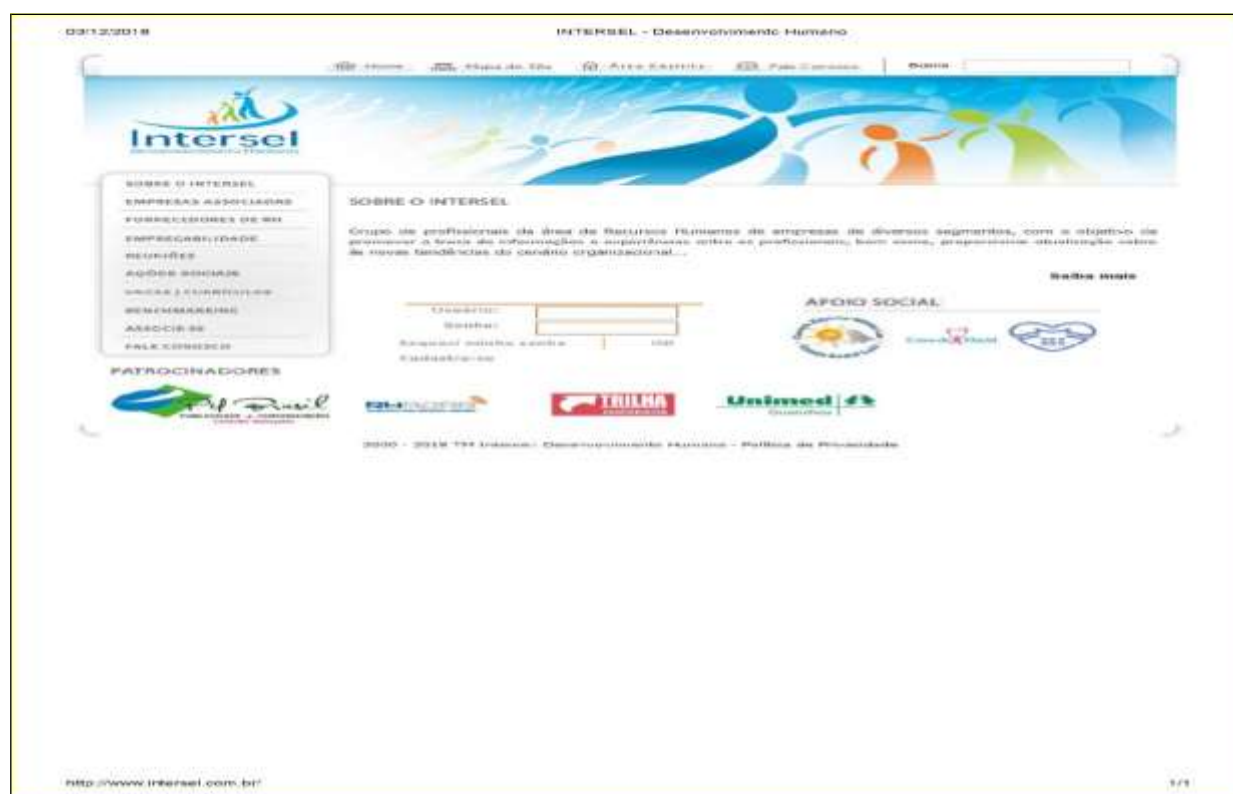 03/12/2018
INTERSEL - Desenvolvimento Humano
Home
Mapa do Site
Área Restrita
Fale Conosco
Busca
Intersel
Desenvolvimento Humano
SOBRE O INTERSEL
EMPRESAS ASSOCIADAS
FORNECEDORES DE RH
EMPREGABILIDADE
REUNIÕES
AÇÕES SOCIAIS
VAGAS | CURRÍCULOS
BENCHMARKING
ASSOCIE-SE
FALE CONOSCO
SOBRE O INTERSEL
Grupo de profissionais da área de Recursos Humanos de empresas de diversos segmentos, com o objetivo de
promover a troca de informações e experiências entre os profissionais, bem como, proporcionar atualização sobre
as novas tendências do cenário organizacional...
Saiba mais
Usuário:
Senha:
Esqueci minha senha
Cadastre-se
APOIO SOCIAL
PATROCINADORES
Brasil
TRILHA
Unimed
Guarulhos
2000 - 2018 TM Intersel Desenvolvimento Humano - Política de Privacidade
http://www.intersel.com.br/
1/1